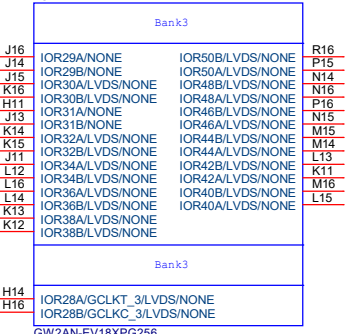 Bank3
J16 IOR29A/NONE IOR50B/LVDS/NONE R16
J14 IOR29B/NONE IOR50A/LVDS/NONE P15
J15 IOR30A/LVDS/NONE IOR48B/LVDS/NONE N14
K16 IOR30B/LVDS/NONE IOR48A/LVDS/NONE N16
H11 IOR31A/NONE IOR46B/LVDS/NONE P16
J13 IOR31B/NONE IOR46A/LVDS/NONE N15
K14 IOR32A/LVDS/NONE IOR44B/LVDS/NONE M15
K15 IOR32B/LVDS/NONE IOR44A/LVDS/NONE M14
J11 IOR34A/LVDS/NONE IOR42B/LVDS/NONE L13
L12 IOR34B/LVDS/NONE IOR42A/LVDS/NONE K11
L16 IOR36A/LVDS/NONE IOR40B/LVDS/NONE M16
L14 IOR36B/LVDS/NONE IOR40A/LVDS/NONE L15
K13 IOR38A/LVDS/NONE
K12 IOR38B/LVDS/NONE
Bank3
H14 IOR28A/GCLKT_3/LVDS/NONE
H16 IOR28B/GCLKC_3/LVDS/NONE
GW2AN-EV18XPG256